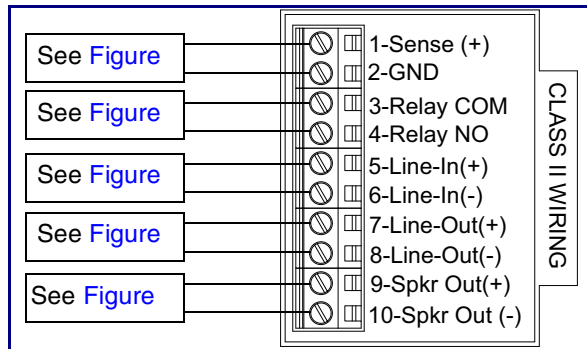 See Figure
See Figure
See Figure
See Figure
See Figure
1-Sense (+)
2-GND
3-Relay COM
4-Relay NO
5-Line-In(+)
6-Line-In(-)
7-Line-Out(+)
8-Line-Out(-)
9-Spkr Out(+)
10-Spkr Out (-)
CLASS II WIRING